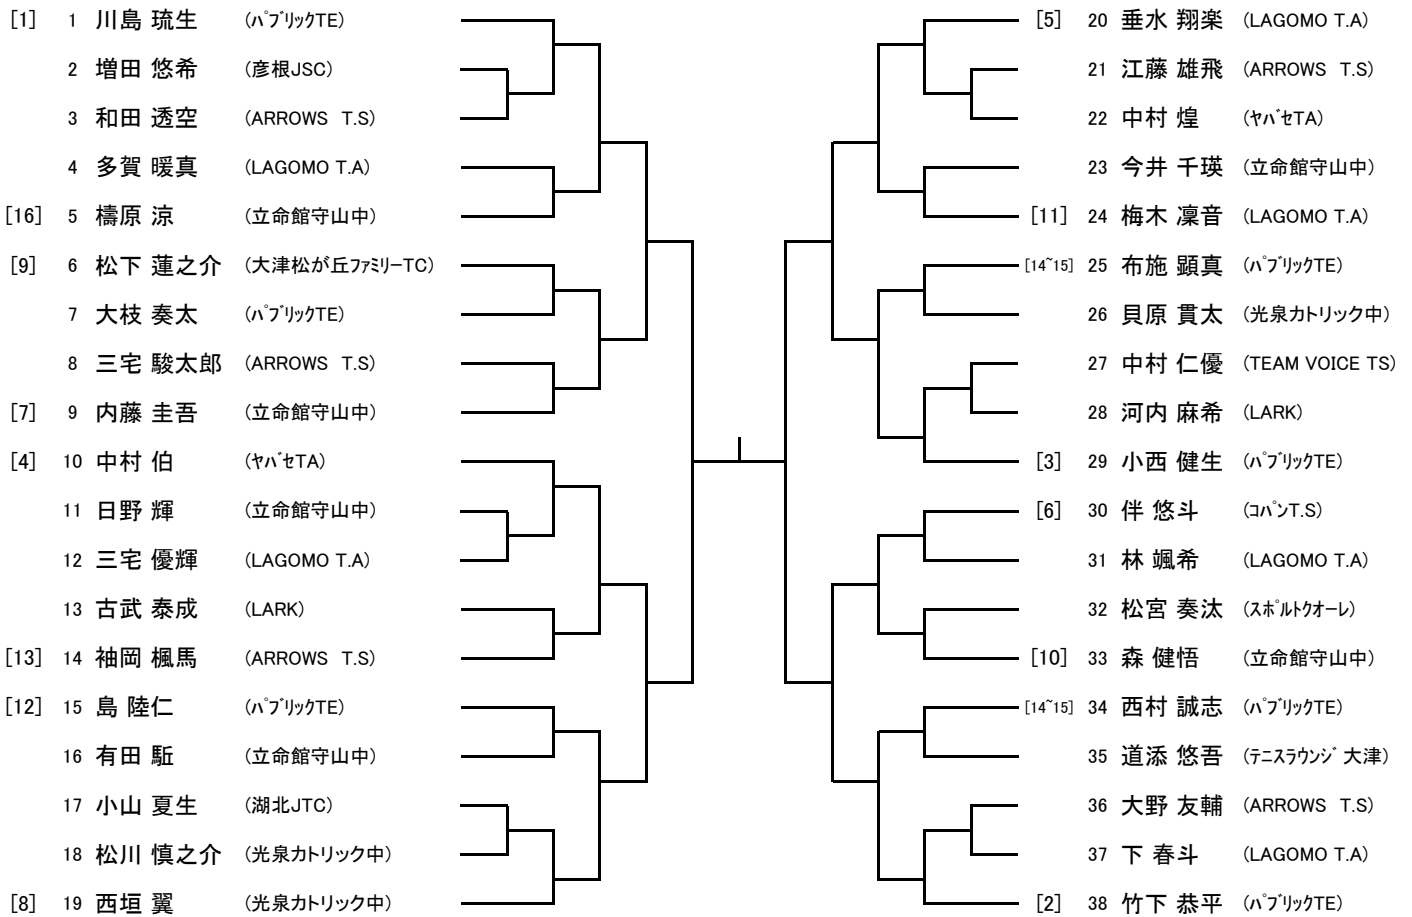 [1] 1 川島 琉生 (パブリックTE)
2 増田 悠希 (彦根JSC)
3 和田 透空 (ARROWS T.S)
4 多賀 暖真 (LAGOMO T.A)
[16] 5 檮原 涼 (立命館守山中)
[9] 6 松下 蓮之介 (大津松が丘ファミリーTC)
7 大枝 奏太 (パブリックTE)
8 三宅 駿太郎 (ARROWS T.S)
[7] 9 内藤 圭吾 (立命館守山中)
[4] 10 中村 伯 (ヤバセTA)
11 日野 輝 (立命館守山中)
12 三宅 優輝 (LAGOMO T.A)
13 古武 泰成 (LARK)
[13] 14 袖岡 楓馬 (ARROWS T.S)
[12] 15 島 陸仁 (パブリックTE)
16 有田 駈 (立命館守山中)
17 小山 夏生 (湖北JTC)
18 松川 慎之介 (光泉カトリック中)
[8] 19 西垣 翼 (光泉カトリック中)
[5] 20 垂水 翔楽 (LAGOMO T.A)
21 江藤 雄飛 (ARROWS T.S)
22 中村 煌 (ヤバセTA)
23 今井 千瑛 (立命館守山中)
[11] 24 梅木 凜音 (LAGOMO T.A)
[14~15] 25 布施 顕真 (パブリックTE)
26 貝原 貫太 (光泉カトリック中)
27 中村 仁優 (TEAM VOICE TS)
28 河内 麻希 (LARK)
[3] 29 小西 健生 (パブリックTE)
[6] 30 伴 悠斗 (コパンT.S)
31 林 颯希 (LAGOMO T.A)
32 松宮 奏汰 (スポルトクオーレ)
[10] 33 森 健悟 (立命館守山中)
[14~15] 34 西村 誠志 (パブリックTE)
35 道添 悠吾 (テニスラウンジ 大津)
36 大野 友輔 (ARROWS T.S)
37 下 春斗 (LAGOMO T.A)
[2] 38 竹下 恭平 (パブリックTE)